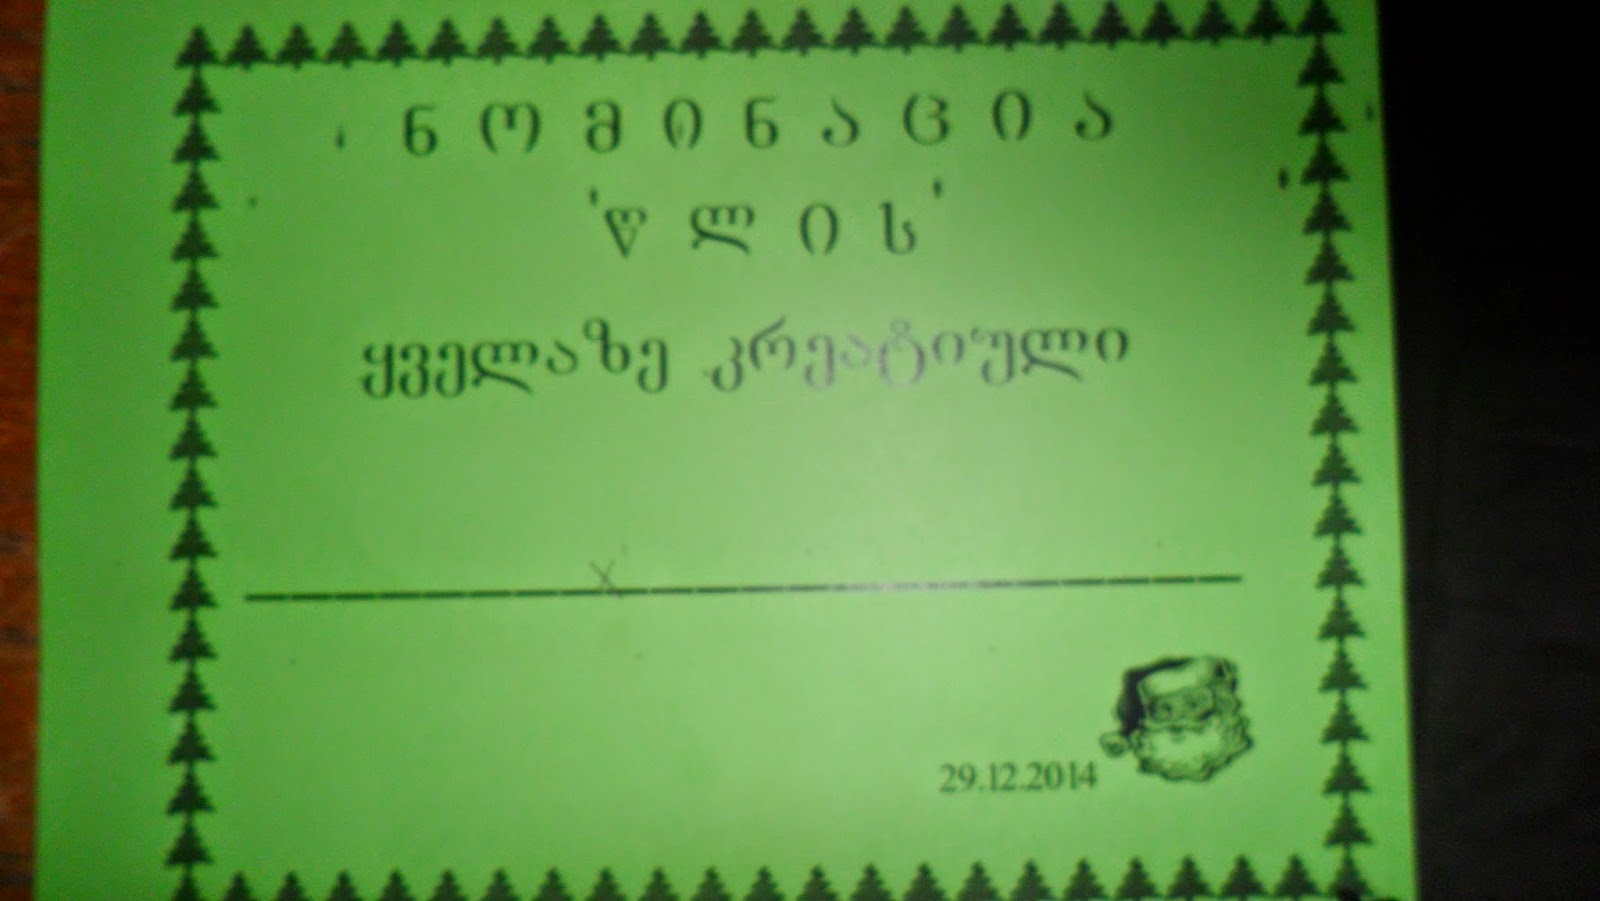 ნ ო მ ი ნ ა ც ი ა
'წ ლ ი ს'
ყველაზე კრეატიული
29.12.2014